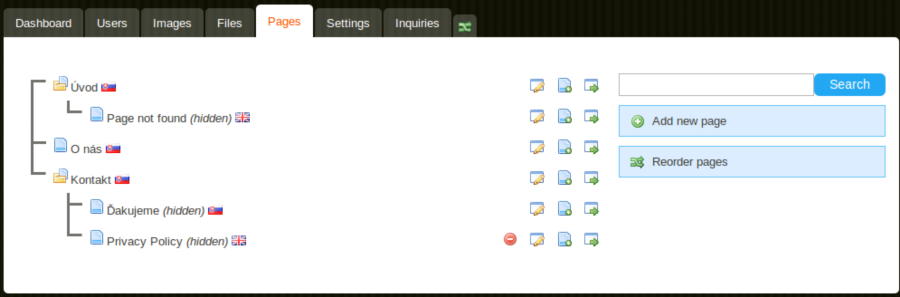 Dashboard Users Images Files Pages Settings Inquiries
Úvod
Search
Page not found (hidden)
Add new page
O nás
Reorder pages
Kontakt
Ďakujeme (hidden)
Privacy Policy (hidden)